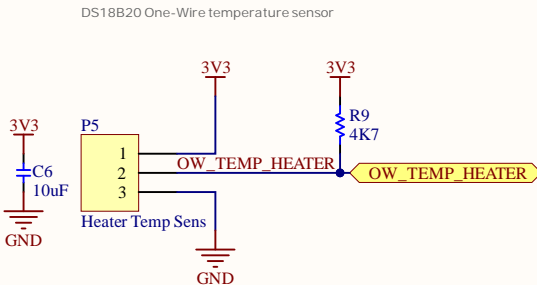 DS18B20 One-Wire temperature sensor
3V3
3V3
3V3
P5
R9
4K7
C6
10uF
1
2
3
OW_TEMP_HEATER
OW_TEMP_HEATER
Heater Temp Sens
GND
GND